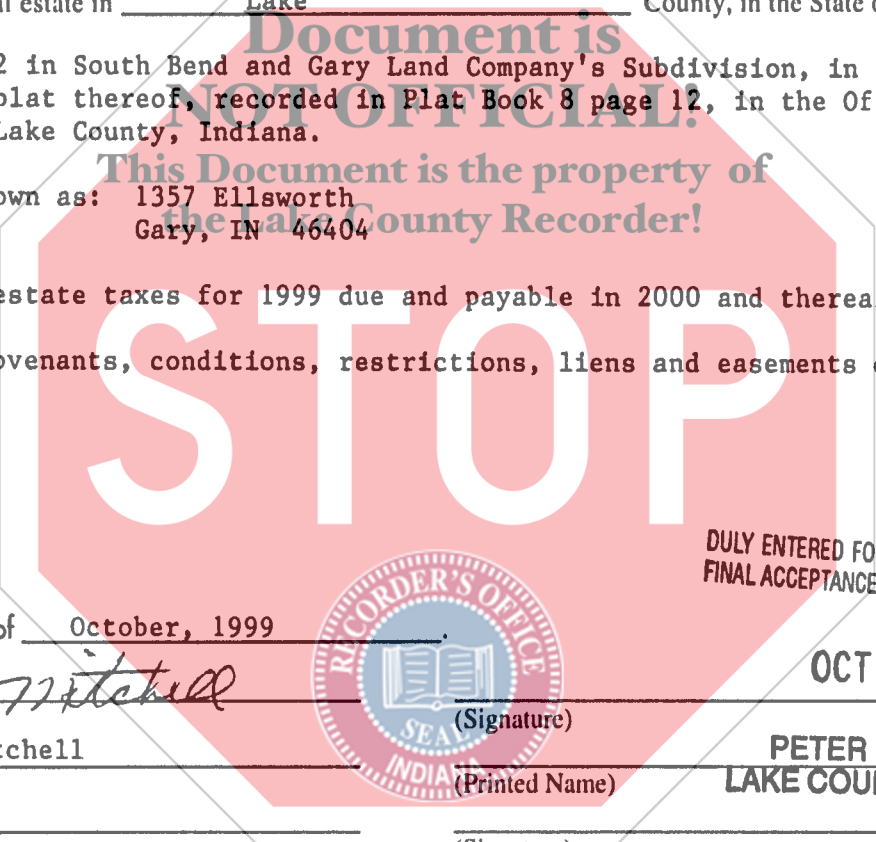 al estate in Lake County, in the State o
Document is
2 in South Bend and Gary Land Company's Subdivision, in
plat thereof, recorded in Plat Book 8 page 12, in the Of
NOT OFFICIAL!
Lake County, Indiana.
This Document is the property of
own as: 1357 Ellsworth
the Lake County Recorder!
Gary, IN 46404
estate taxes for 1999 due and payable in 2000 and therea
STOP
ovenants, conditions, restrictions, liens and easements
DULY ENTERED FO
FINAL ACCEPTANCE
RECORDER'S OFFICE
of October, 1999.
OCT
Mitchell
(Signature)
SEAL
tchell
PETER
INDIANA
(Printed Name)
LAKE COU